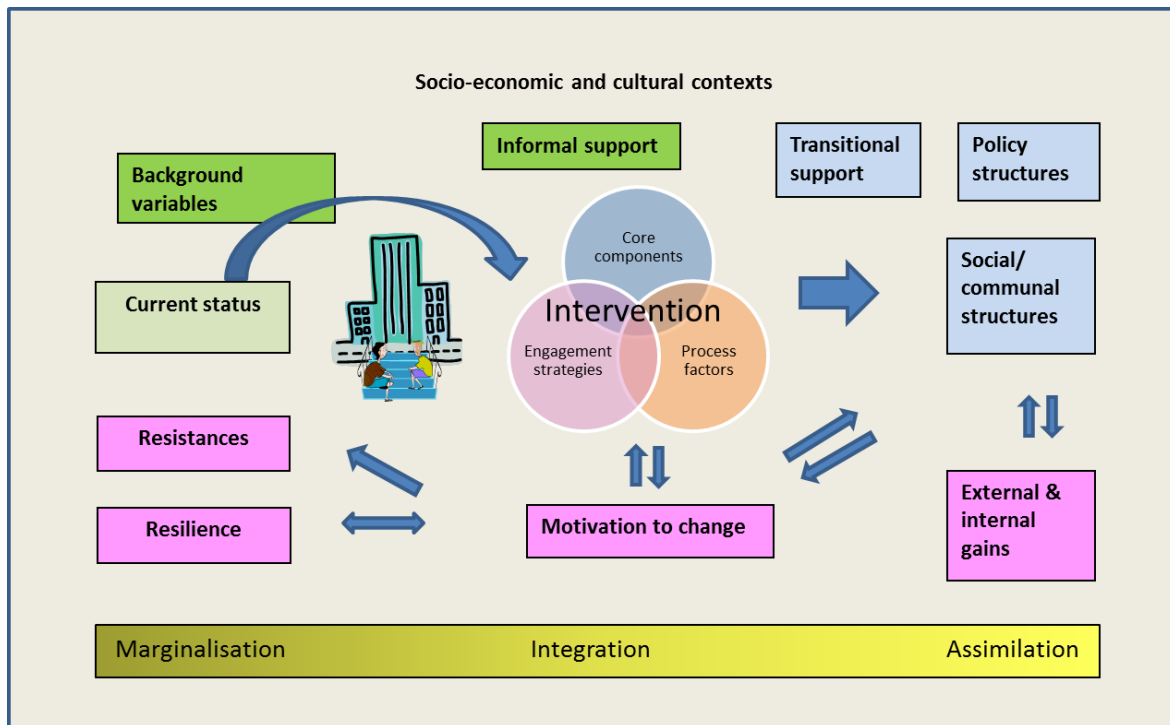 Socio-economic and cultural contexts
Informal support
Transitional
support
Policy
structures
Background
variables
Core
components
Current status
Social/
communal
structures
Intervention
Engagement
strategies
Process
factors
Resistances
Resilience
Motivation to change
External &
internal
gains
Marginalisation
Integration
Assimilation